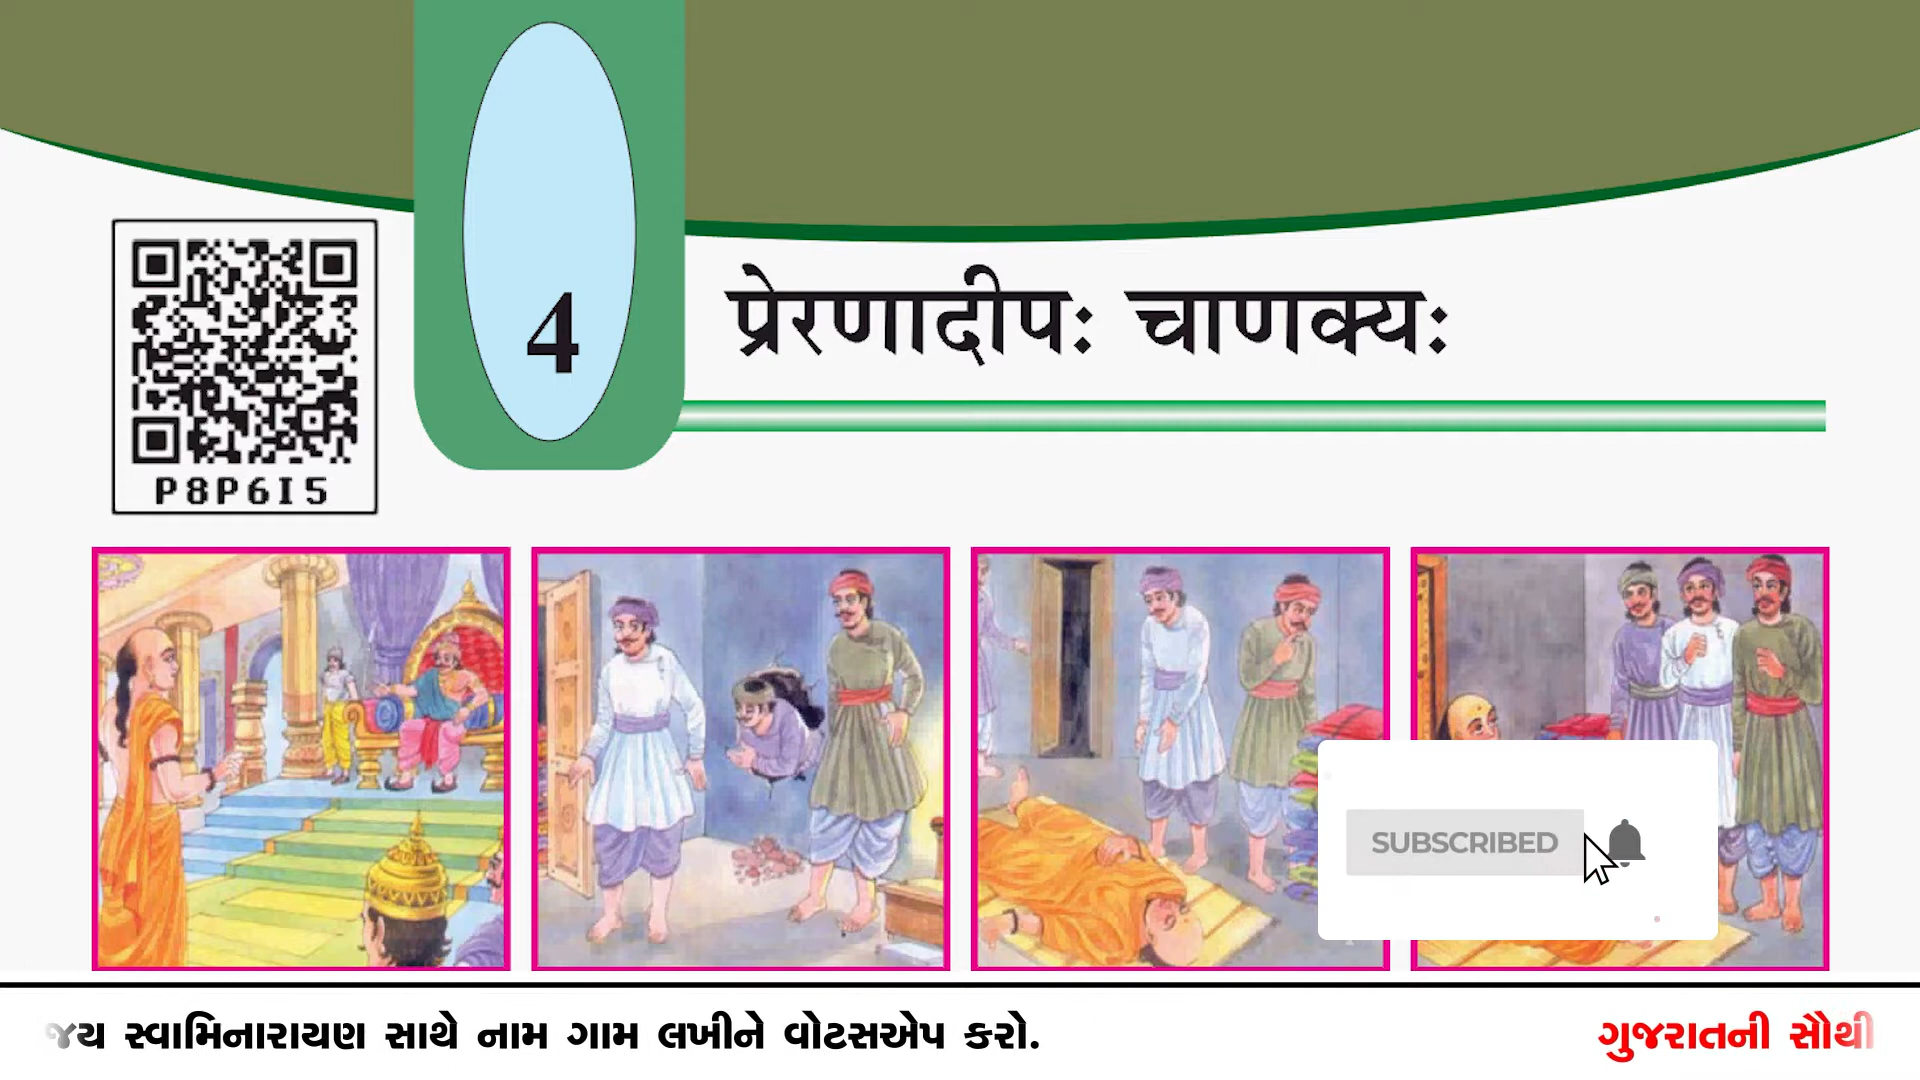 4
प्रेरणादीपः चाणक्यः
P8P6I5
SUBSCRIBED
જય સ્વામિનારાયણ સાથે નામ ગામ લખીને વોટસએપ કરો.
ગુજરાતની સૌથી